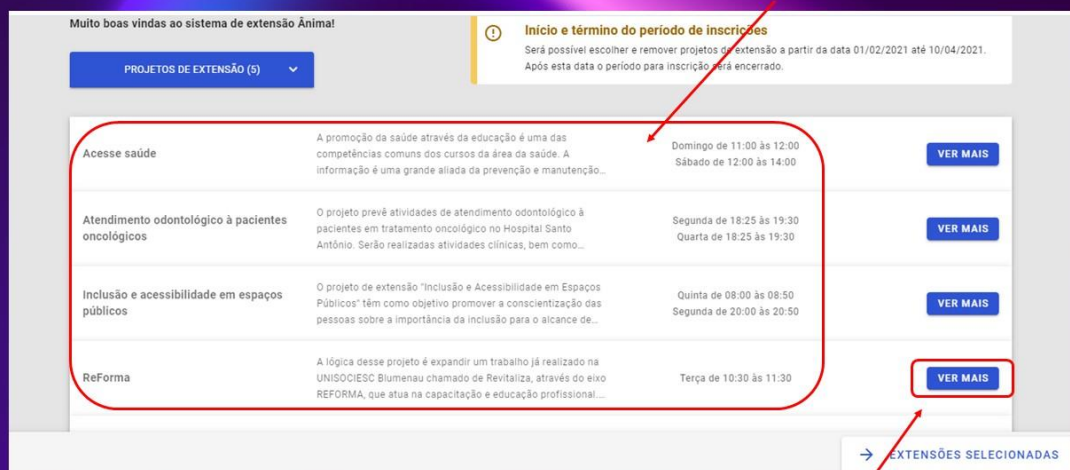 Muito boas vindas ao sistema de extensão Ânima!
PROJETOS DE EXTENSÃO (5)
Início e término do período de inscrições
Será possível escolher e remover projetos de extensão a partir da data 01/02/2021 até 10/04/2021.
Após esta data o período para inscrição será encerrado.
Acesse saúde
A promoção da saúde através da educação é uma das
competências comuns dos cursos da área da saúde. A
informação é uma grande aliada da prevenção e manutenção...
Domingo de 11:00 às 12:00
Sábado de 12:00 às 14:00
VER MAIS
Atendimento odontológico à pacientes
oncológicos
O projeto prevê atividades de atendimento odontológico à
pacientes em tratamento oncológico no Hospital Santo
Antônio. Serão realizadas atividades clínicas, bem como...
Segunda de 18:25 às 19:30
Quarta de 18:25 às 19:30
VER MAIS
Inclusão e acessibilidade em espaços
públicos
O projeto de extensão "Inclusão e Acessibilidade em Espaços
Públicos" têm como objetivo promover a conscientização das
pessoas sobre a importância da inclusão para o alcance de...
Quinta de 08:00 às 08:50
Segunda de 20:00 às 20:50
VER MAIS
ReForma
A lógica desse projeto é expandir um trabalho já realizado na
UNISOCIESC Blumenau chamado de Revitaliza, através do eixo
REFORMA, que atua na capacitação e educação profissional....
Terça de 10:30 às 11:30
VER MAIS
EXTENSÕES SELECIONADAS